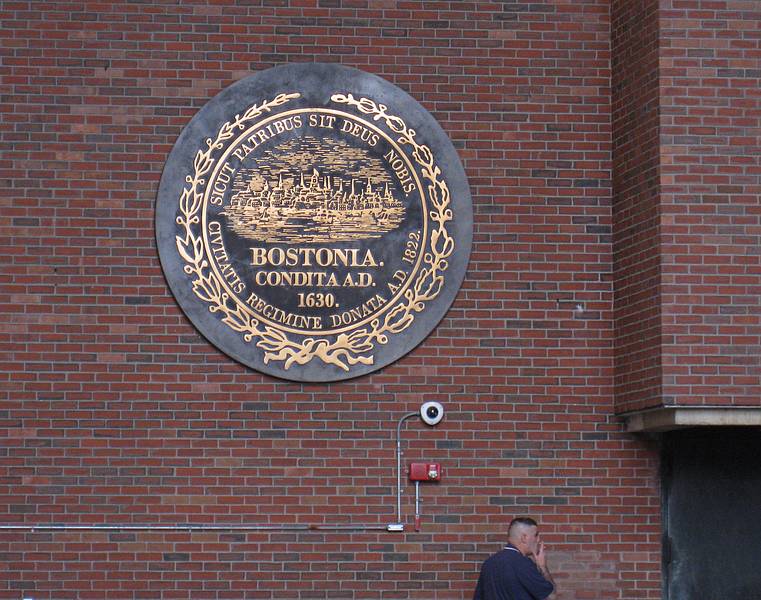 SICUT PATRIBUS SIT DEUS NOBIS.
BOSTONIA.
CONDITA A.D.
1630.
CIVITATIS REGIMINE DONATA A.D. 1822.